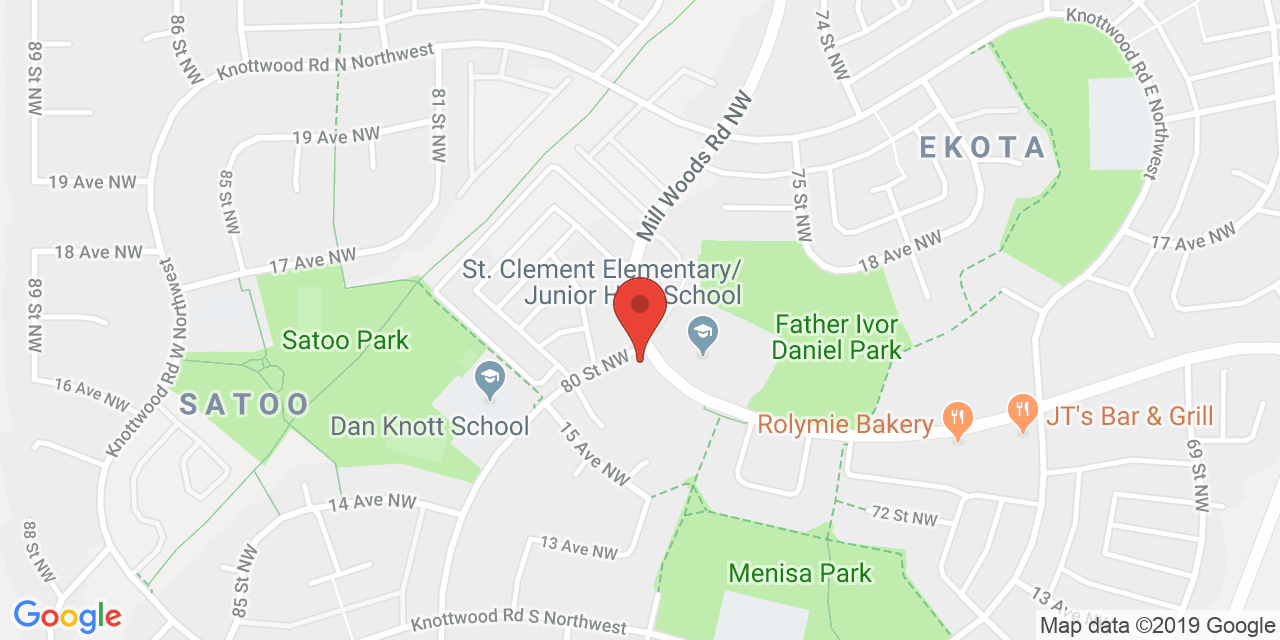 Knottwood Rd N Northwest
86 St NW
89 St NW
81 St NW
Mill Woods Rd NW
74 St NW
Knottwood Rd E Northwest
EKOTA
19 Ave NW
19 Ave NW
85 St NW
75 St NW
18 Ave NW
17 Ave NW
18 Ave NW
17 Ave NW
89 St NW
Knottwood Rd W Northwest
St. Clement Elementary/
Junior H School
Satoo Park
Father Ivor
Daniel Park
80 St NW
16 Ave NW
SATOO
Dan Knott School
Rolymie Bakery
JT's Bar & Grill
15 Ave NW
69 St NW
14 Ave NW
72 St NW
88 St NW
85 St NW
13 Ave NW
Menisa Park
13 Ave NW
Knottwood Rd S Northwest
Google
Map data ©2019 Google